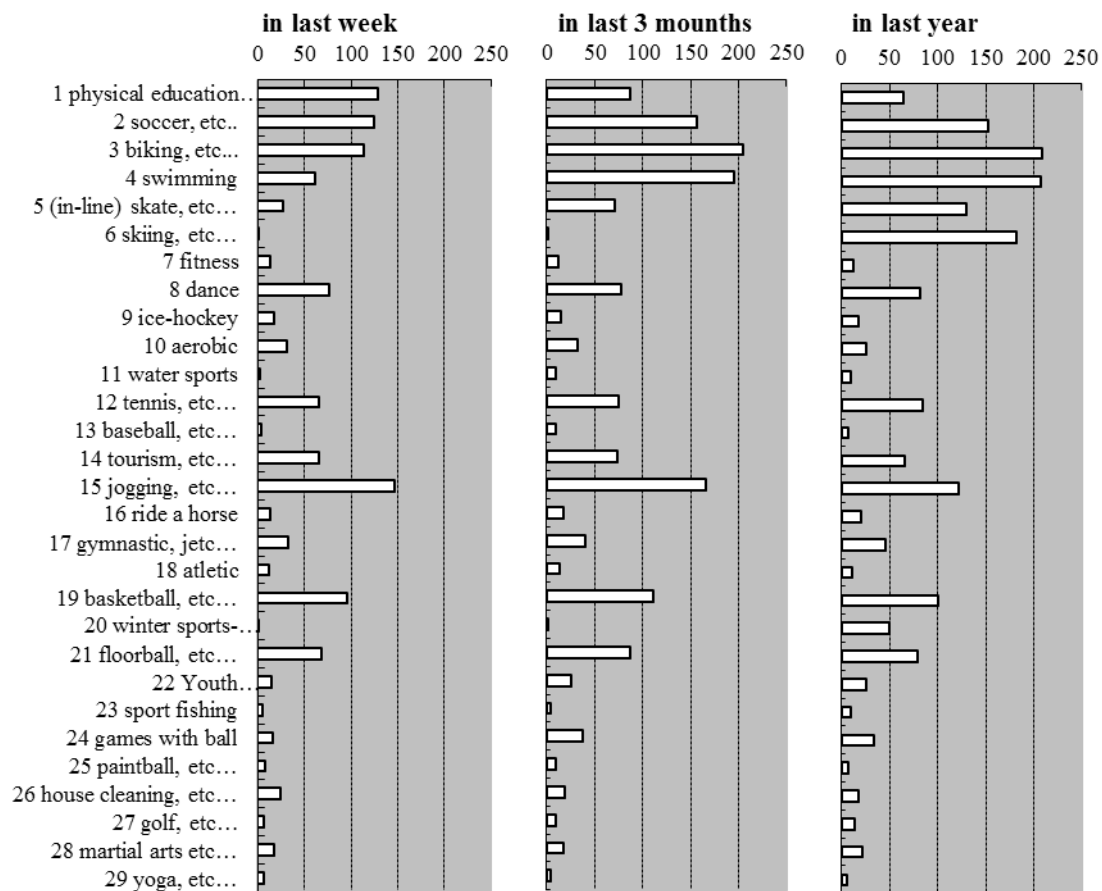 in last week in last 3 mounths in last year
0 50 100 150 200 250 0 50 100 150 200 250 0 50 100 150 200 250
1 physical education…
2 soccer, etc..
3 biking, etc...
4 swimming
5 (in-line) skate, etc…
6 skiing, etc…
7 fitness
8 dance
9 ice-hockey
10 aerobic
11 water sports
12 tennis, etc…
13 baseball, etc…
14 tourism, etc…
15 jogging, etc…
16 ride a horse
17 gymnastic, jetc…
18 atletic
19 basketball, etc…
20 winter sports-…
21 floorball, etc…
22 Youth…
23 sport fishing
24 games with ball
25 paintball, etc…
26 house cleaning, etc…
27 golf, etc…
28 martial arts etc…
29 yoga, etc…